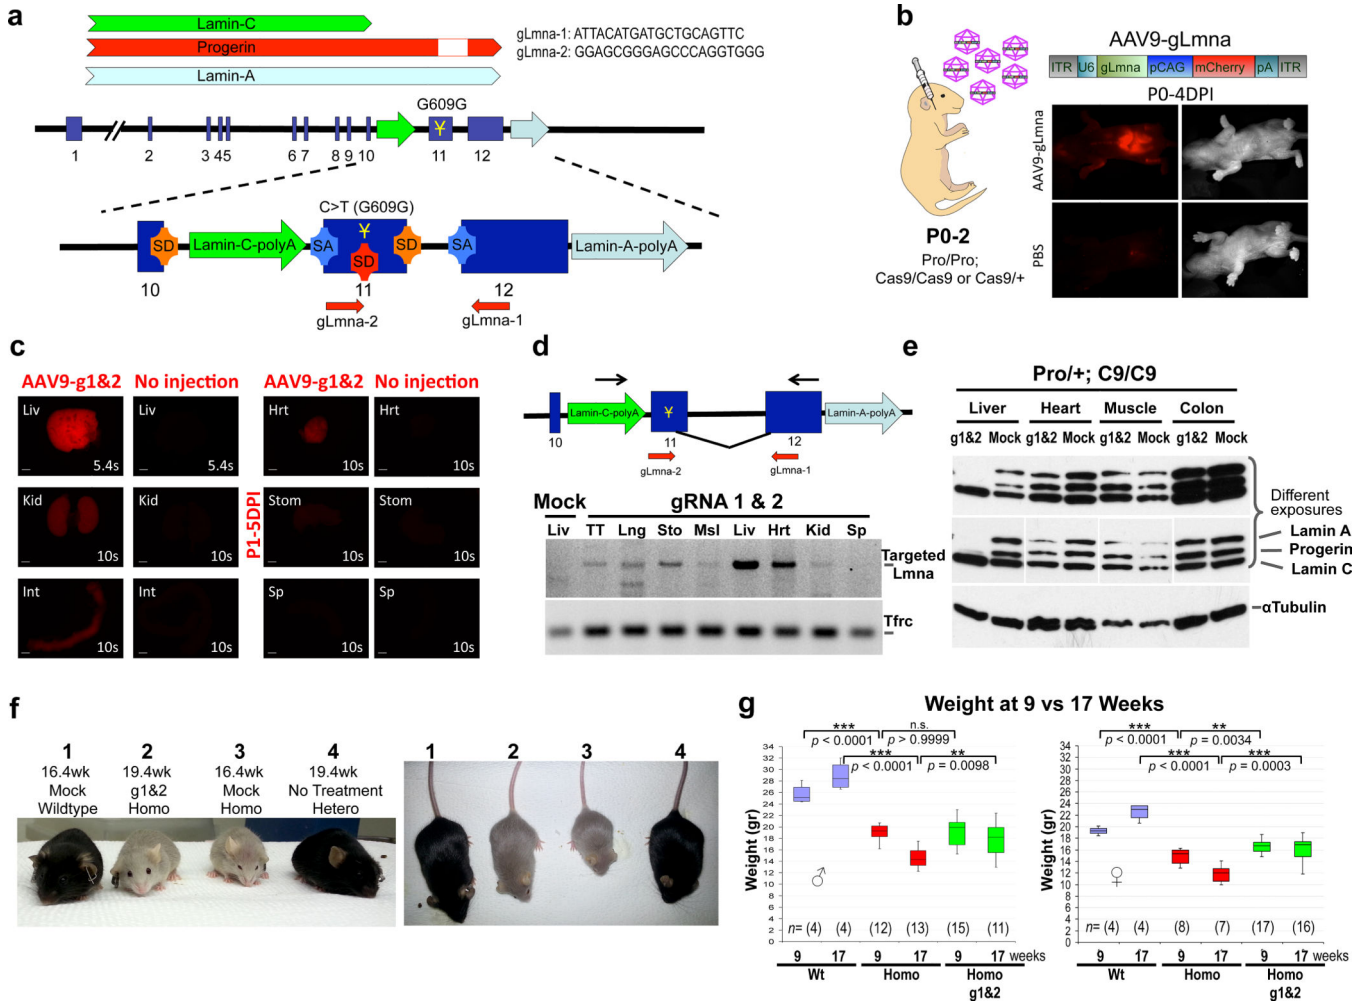 a
Lamin-C
Progerin
Lamin-A
gLmna-1: ATTACATGATGCTGCAGTTC
gLmna-2: GGAGCGGGAGCCCAGGTGGG
G609G
¥
1 2 3 4 5 6 7 8 9 10 11 12
C>T (G609G)
¥
SD Lamin-C-polyA SA SD SD SA Lamin-A-polyA
10 11 12
gLmna-2 gLmna-1
b
AAV9-gLmna
ITR U6 gLmna pCAG mCherry pA ITR
P0-4DPI
AAV9-gLmna
PBS
P0-2
Pro/Pro;
Cas9/Cas9 or Cas9/+
c
AAV9-g1&2 No injection AAV9-g1&2 No injection
Liv Liv Hrt Hrt
5.4s 5.4s 10s 10s
P1-5DPI
Kid Kid Stom Stom
10s 10s 10s 10s
Int Int Sp Sp
10s 10s 10s 10s
d
Lamin-C-polyA ¥ Lamin-A-polyA
10 11 12
gLmna-2 gLmna-1
Mock gRNA 1 & 2
Liv TT Lng Sto Msl Liv Hrt Kid Sp
Targeted
Lmna
Tfrc
e
Pro/+; C9/C9
Liver Heart Muscle Colon
g1&2 Mock g1&2 Mock g1&2 Mock g1&2 Mock
Different
exposures
Lamin A
Progerin
Lamin C
αTubulin
f
1 2 3 4
16.4wk 19.4wk 16.4wk 19.4wk
Mock g1&2 Mock No Treatment
Wildtype Homo Homo Hetero
1 2 3 4
g
Weight at 9 vs 17 Weeks
*** n.s.
p < 0.0001 p > 0.9999
*** **
p < 0.0001 p = 0.0098
Weight (gr)
34
32
30
28
26
24
22
20
18
16
14
12
10
8
6
4
2
0
♂
n= (4) (4) (12) (13) (15) (11)
9 17 9 17 9 17 weeks
Wt Homo Homo
g1&2
*** **
p < 0.0001 p = 0.0034
*** ***
p < 0.0001 p = 0.0003
Weight (gr)
34
32
30
28
26
24
22
20
18
16
14
12
10
8
6
4
2
0
♀
n= (4) (4) (8) (7) (17) (16)
9 17 9 17 9 17 weeks
Wt Homo Homo
g1&2